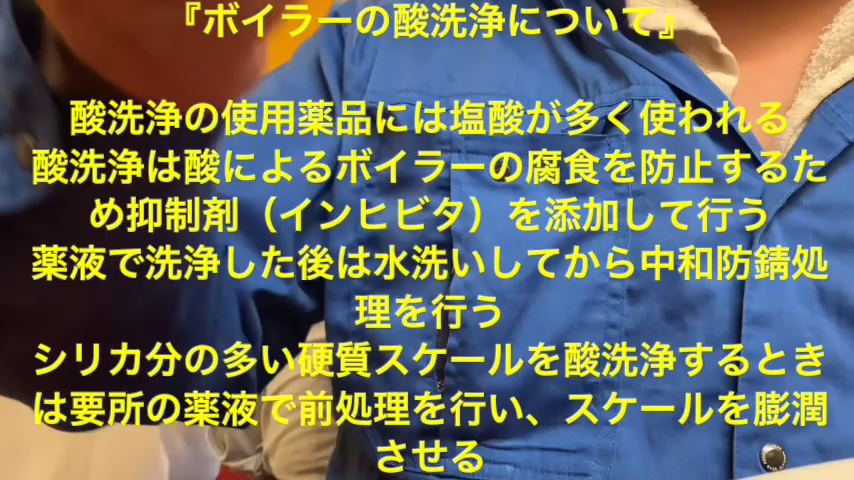 『ボイラーの酸洗浄について』
酸洗浄の使用薬品には塩酸が多く使われる
酸洗浄は酸によるボイラーの腐食を防止するた
め抑制剤（インヒビタ）を添加して行う
薬液で洗浄した後は水洗いしてから中和防錆処
理を行う
シリカ分の多い硬質スケールを酸洗浄するとき
は要所の薬液で前処理を行い、スケールを膨潤
させる